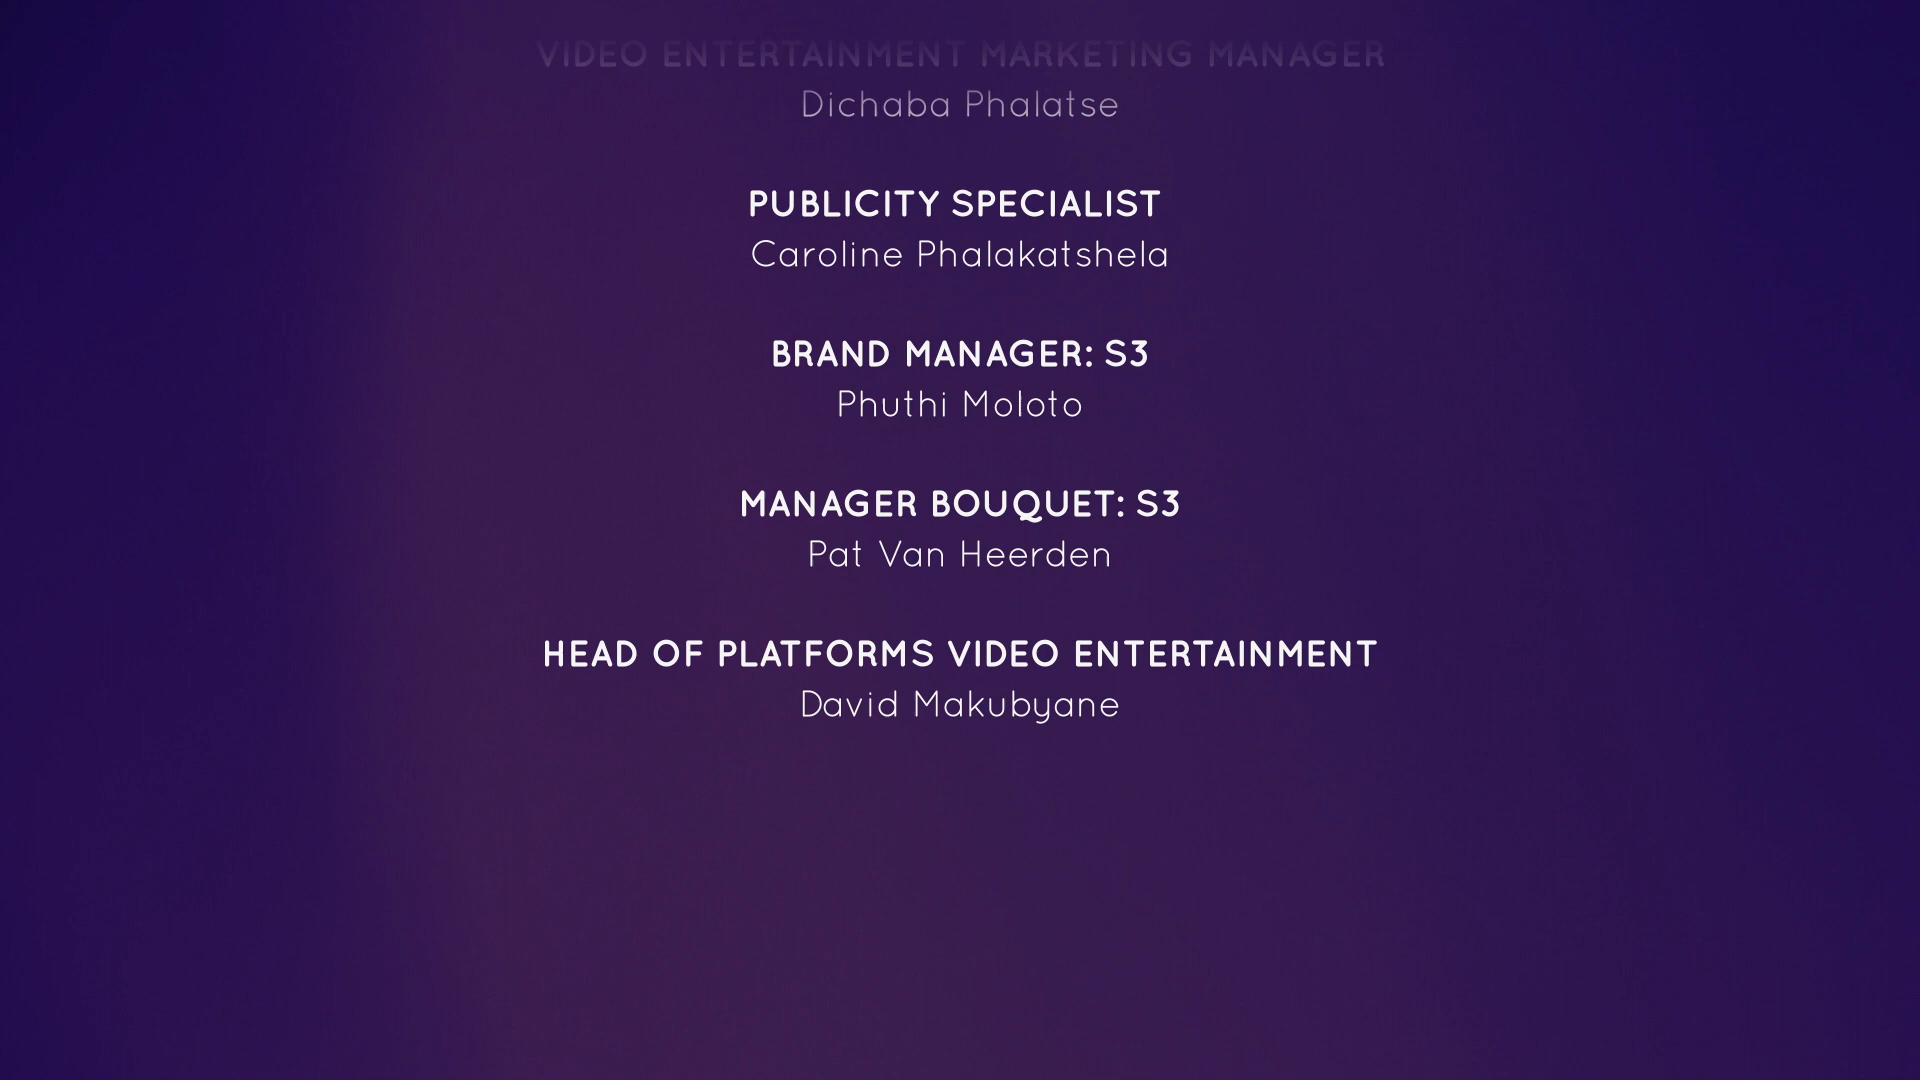 VIDEO ENTERTAINMENT MARKETING MANAGER
Dichaba Phalatse
PUBLICITY SPECIALIST
Caroline Phalakatshela
BRAND MANAGER: S3
Phuthi Moloto
MANAGER BOUQUET: S3
Pat Van Heerden
HEAD OF PLATFORMS VIDEO ENTERTAINMENT
David Makubyane